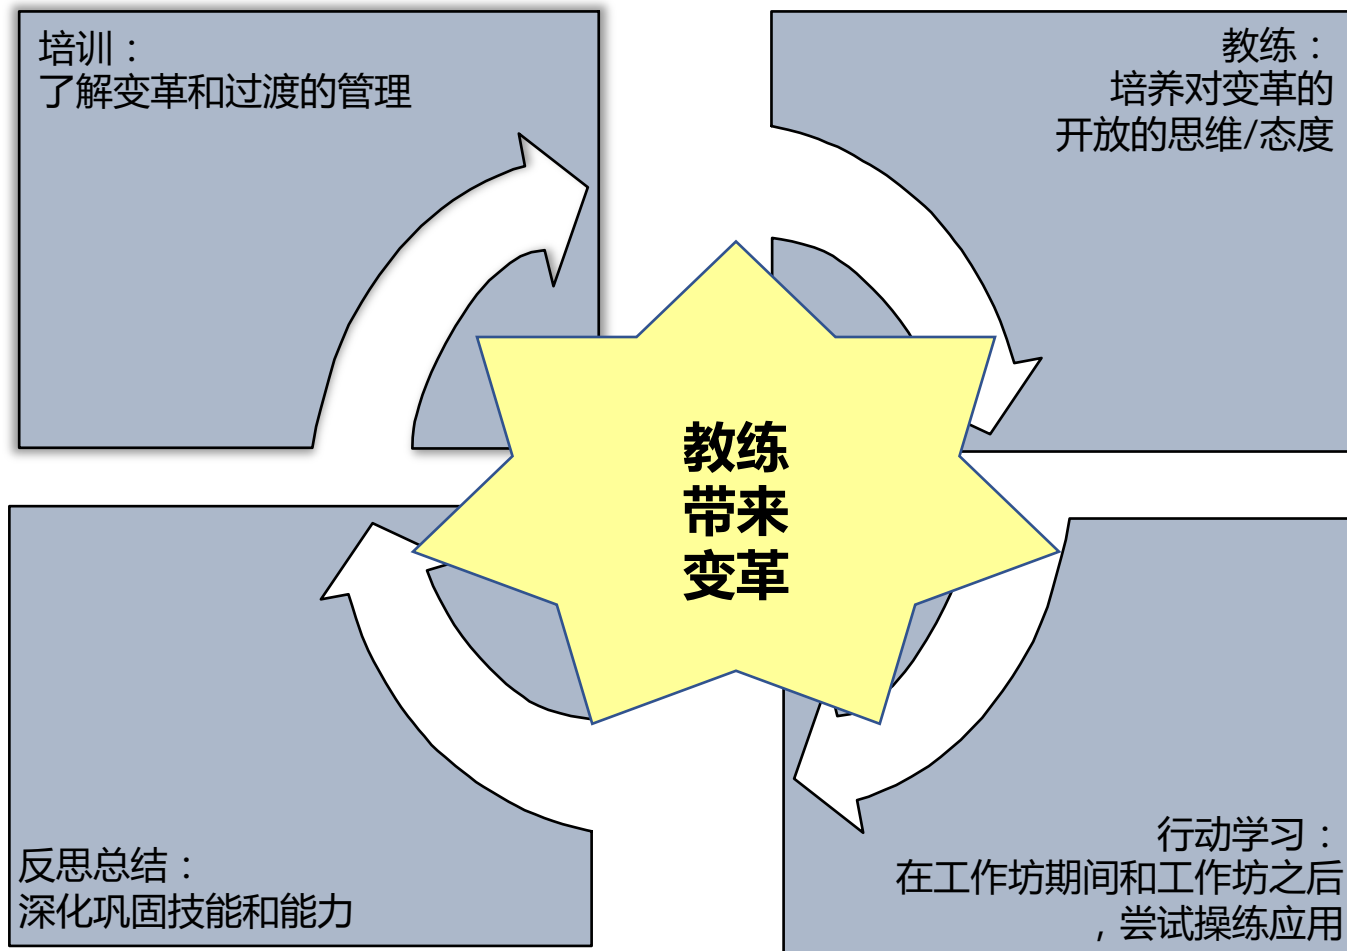 培训：
了解变革和过渡的管理
教练：
培养对变革的
开放的思维/态度
教练
带来
变革
反思总结：
深化巩固技能和能力
行动学习：
在工作坊期间和工作坊之后
，尝试操练应用